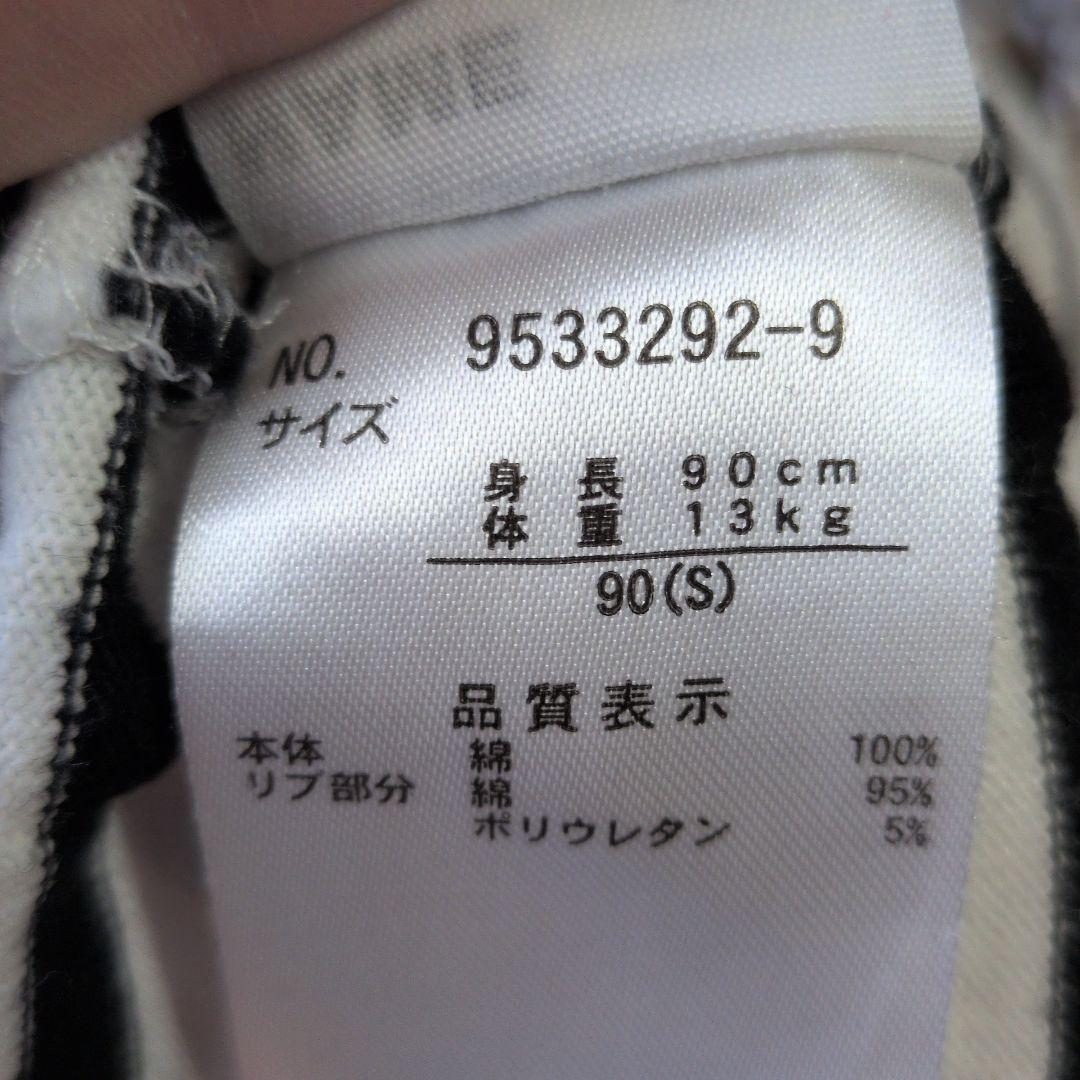 NO. 9533292-9
サイズ
身長 90cm
体重 13kg
90(S)
品質表示
本体 綿 100%
リブ部分 綿 95%
ポリウレタン 5%